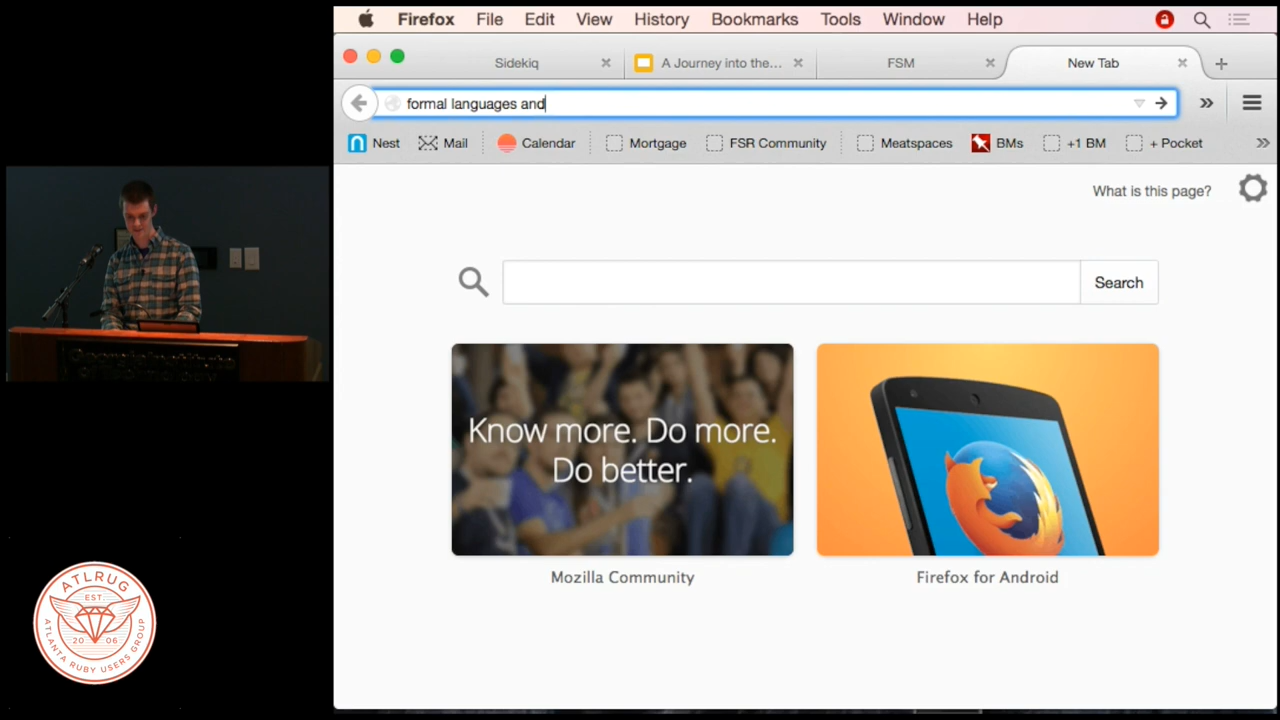 Firefox File Edit View History Bookmarks Tools Window Help
Sidekiq A Journey into the... FSM New Tab
formal languages and
Nest Mail Calendar Mortgage FSR Community Meatspaces BMs +1 BM + Pocket
What is this page?
Search
Know more. Do more.
Do better.
Mozilla Community Firefox for Android
ATLRUG
EST.
2006
ATLANTA RUBY USERS GROUP